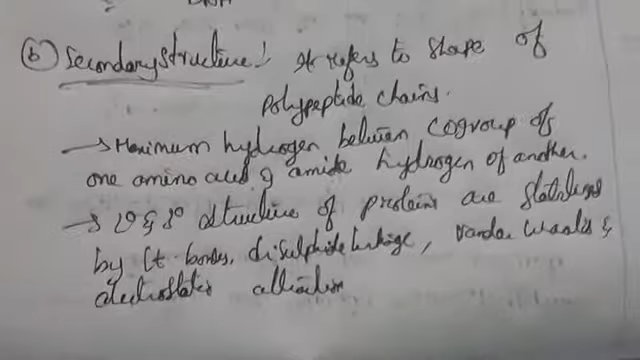 (b) Secondary structure: It refers to shape of
polypeptide chains.
→ Maximum hydrogen between CO group of
one amino acid & amide hydrogen of another.
→ 2° & 3° structure of proteins are
by H-bonds, disulphide linkage, vander waals &
electrostatic attraction